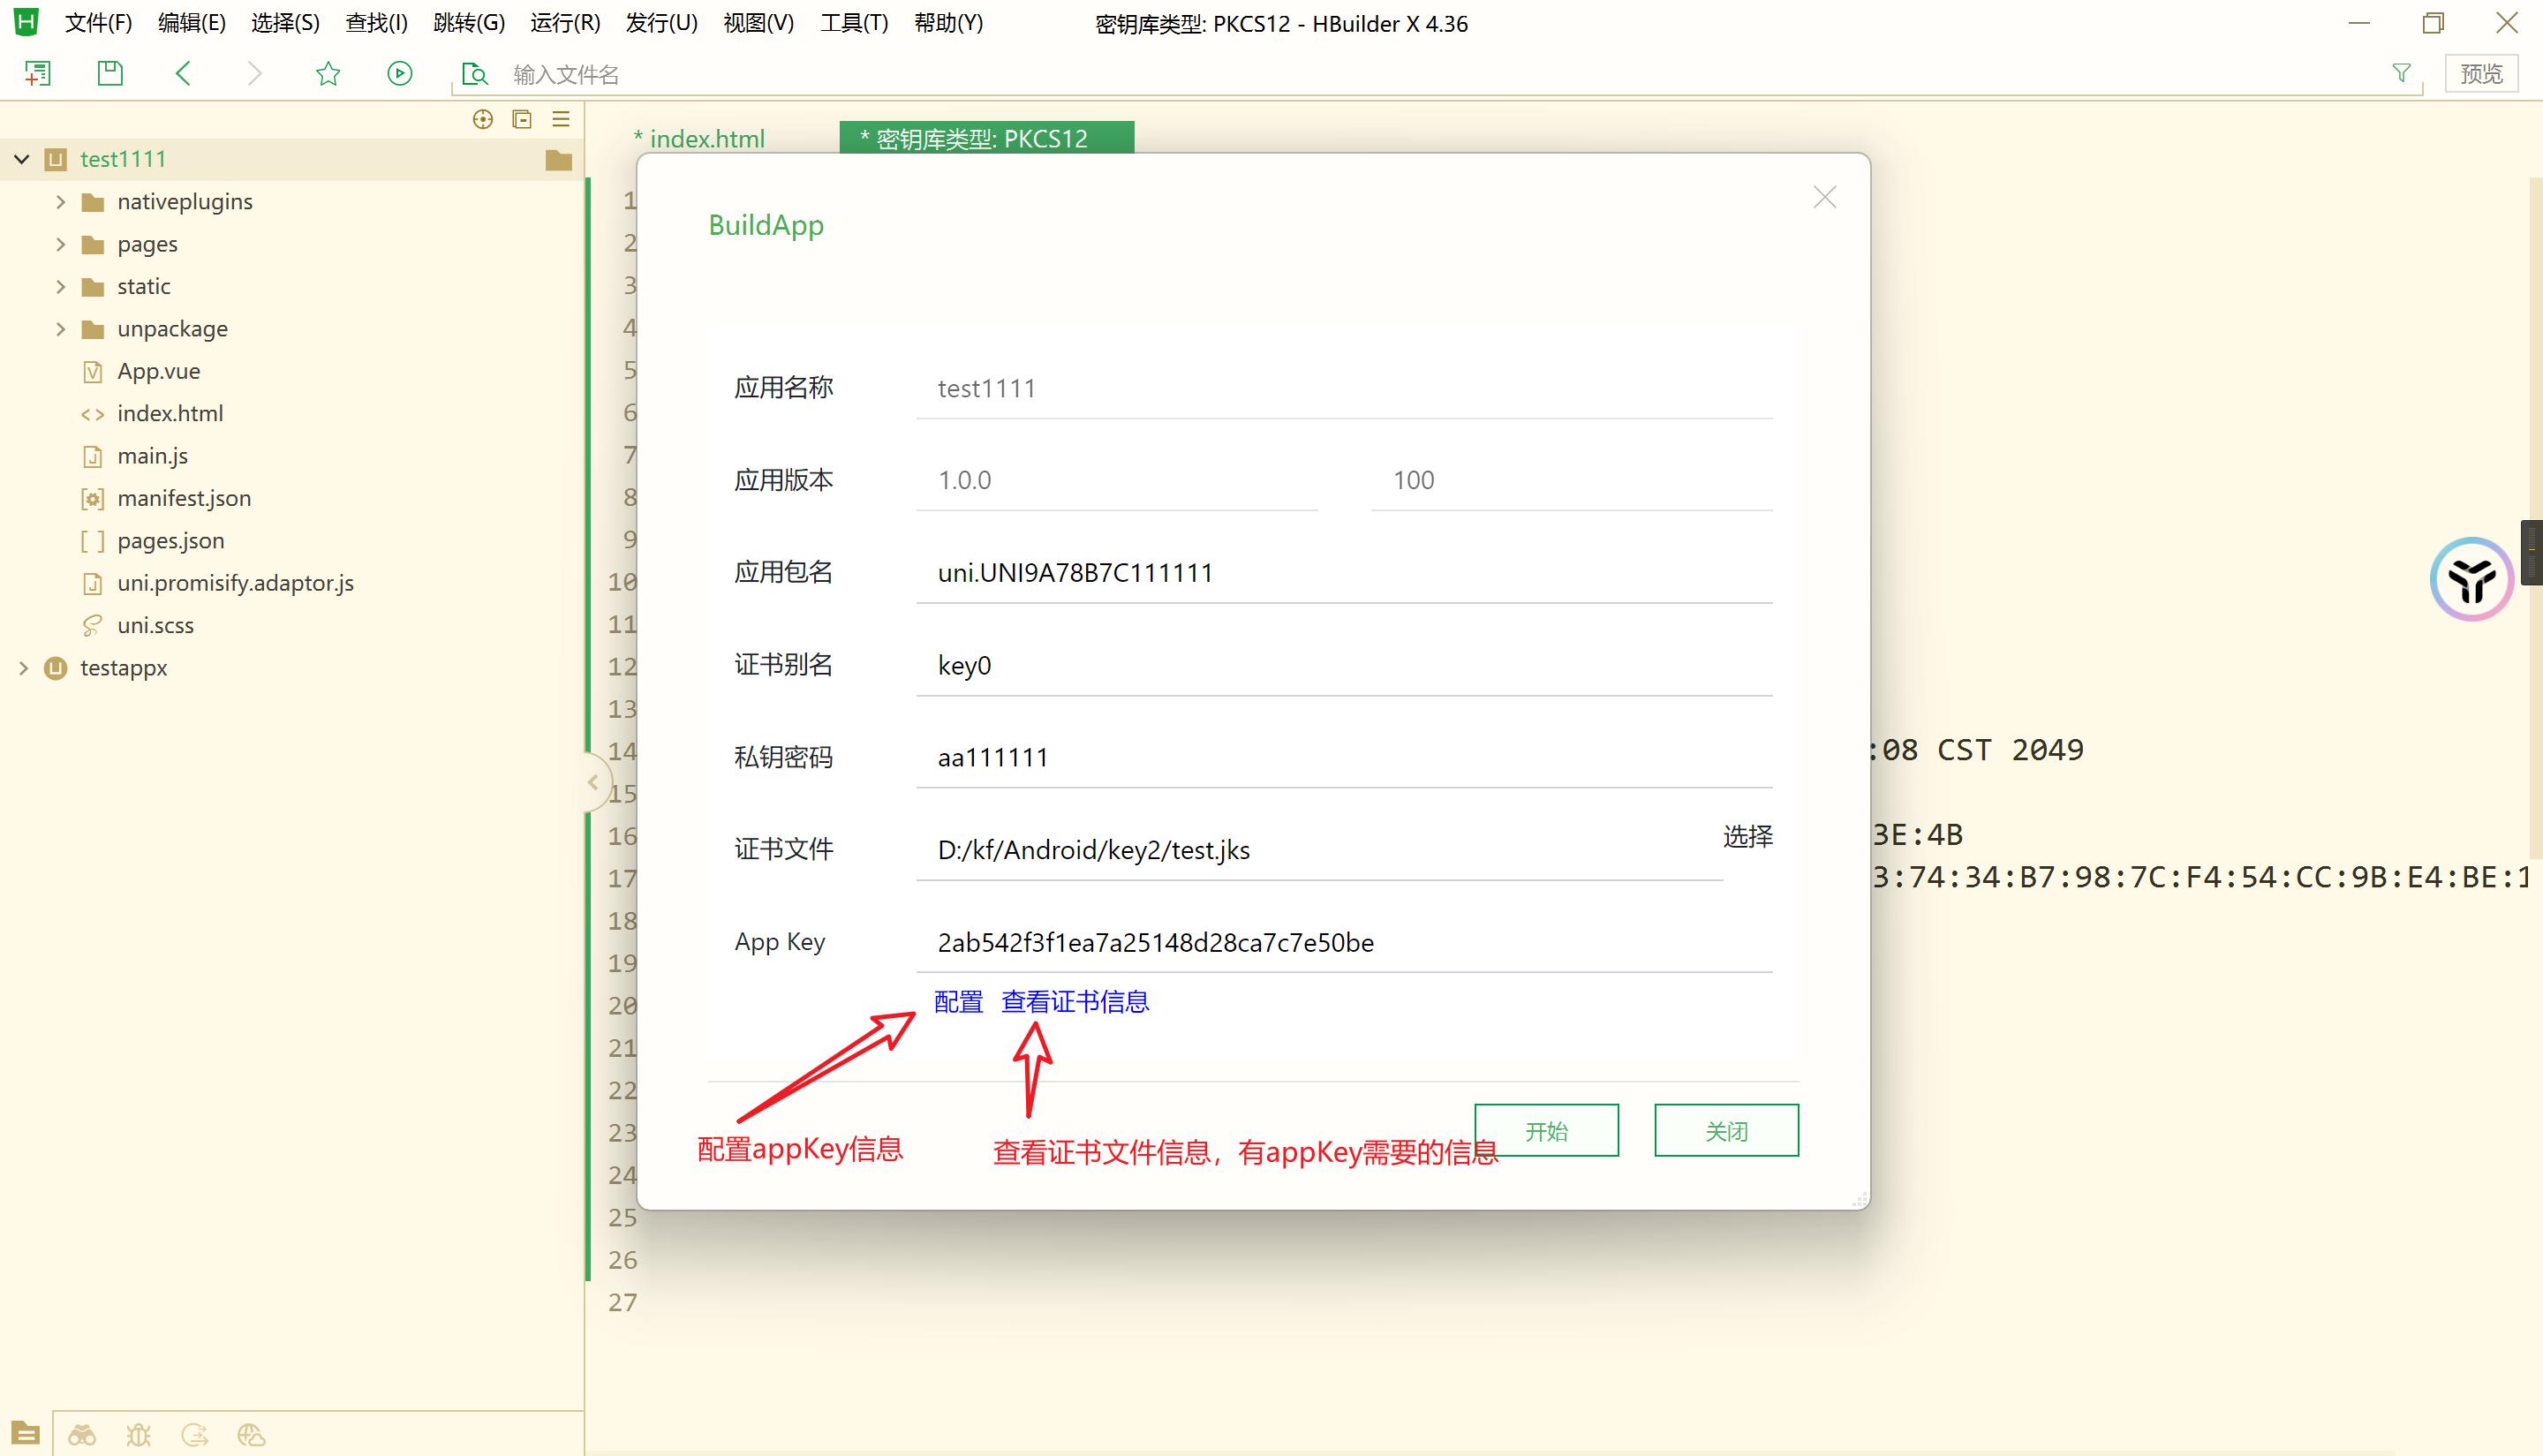 文件(F) 编辑(E) 选择(S) 查找(I) 跳转(G) 运行(R) 发行(U) 视图(V) 工具(T) 帮助(Y) 密钥库类型: PKCS12 - HBuilder X 4.36
输入文件名 预览
test1111
nativeplugins
pages
static
unpackage
App.vue
index.html
main.js
manifest.json
pages.json
uni.promisify.adaptor.js
uni.scss
testappx
* index.html * 密钥库类型: PKCS12
1
2
3
4
5
6
7
8
9
10
11
12
13
14
15
16
17
18
19
20
21
22
23
24
25
26
27
:08 CST 2049
3E:4B
3:74:34:B7:98:7C:F4:54:CC:9B:E4:BE:1
BuildApp
应用名称 test1111
应用版本 1.0.0 100
应用包名 uni.UNI9A78B7C111111
证书别名 key0
私钥密码 aa111111
证书文件 D:/kf/Android/key2/test.jks 选择
App Key 2ab542f3f1ea7a25148d28ca7c7e50be
配置 查看证书信息
配置appKey信息
查看证书文件信息，有appKey需要的信息
开始 关闭